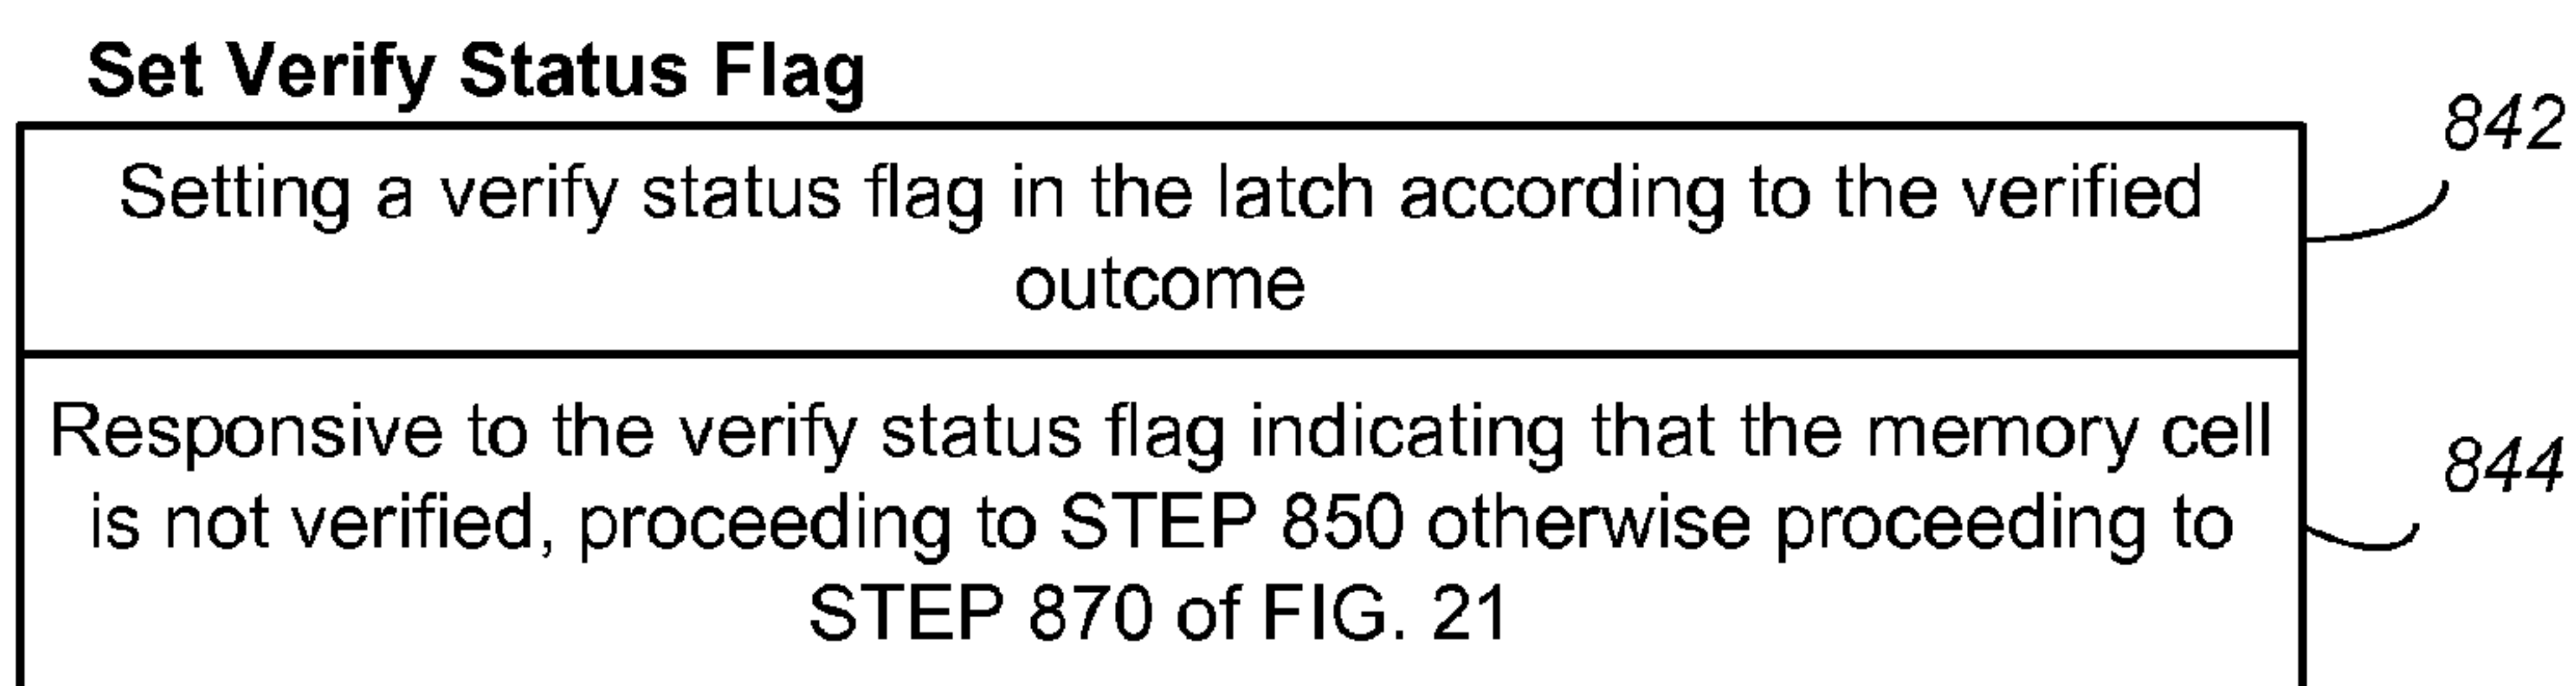 Set Verify Status Flag
842
Setting a verify status flag in the latch according to the verified
outcome
Responsive to the verify status flag indicating that the memory cell
844
is not verified, proceeding to STEP 850 otherwise proceeding to
STEP 870 of FIG. 21